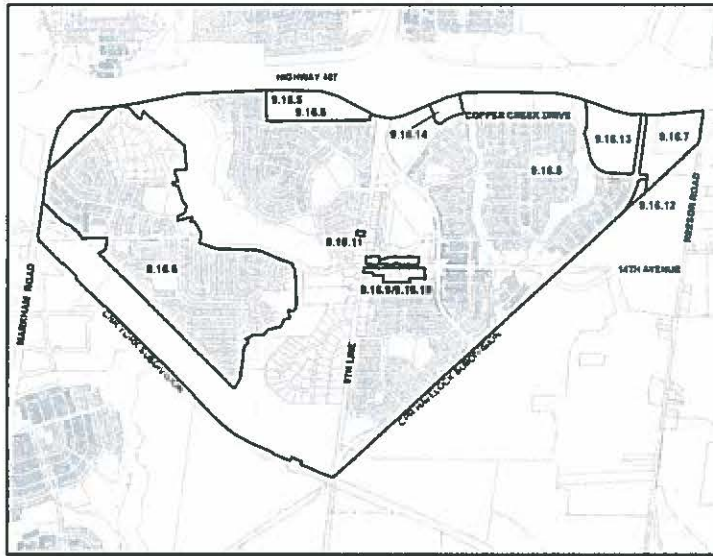 HIGHWAY 407
9.16.5
9.16.6
9.16.14
COPPER CREEK DRIVE
9.16.13
9.16.7
9.16.8
9.16.12
REESOR ROAD
9.16.11
9.16.6
14TH AVENUE
9.16.9/9.16.10
MARKHAM ROAD
9TH LINE